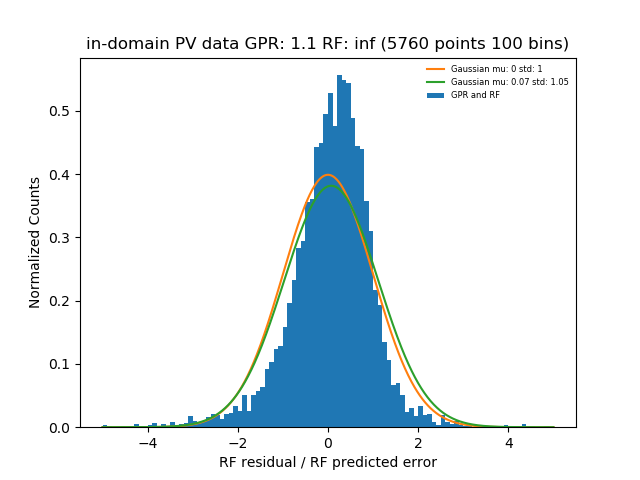 in-domain PV data GPR: 1.1 RF: inf (5760 points 100 bins)
Gaussian mu: 0 std: 1
Gaussian mu: 0.07 std: 1.05
GPR and RF
Normalized Counts
0.5
0.4
0.3
0.2
0.1
0.0
−4 −2 0 2 4
RF residual / RF predicted error